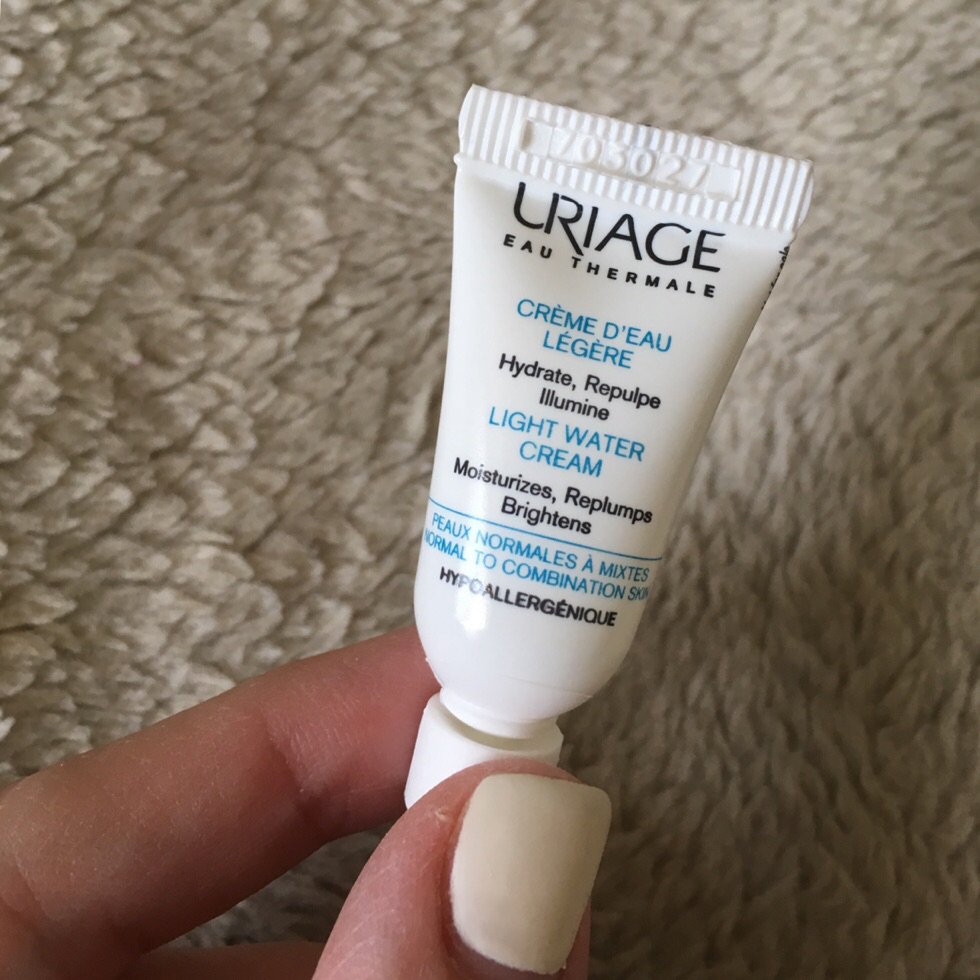 703027
URIAGE
EAU THERMALE
CRÈME D'EAU
LÉGÈRE
Hydrate, Repulpe
Illumine
LIGHT WATER
CREAM
Moisturizes, Replumps
Brightens
PEAUX NORMALES À MIXTES
NORMAL TO COMBINATION SKIN
HYPOALLERGÉNIQUE